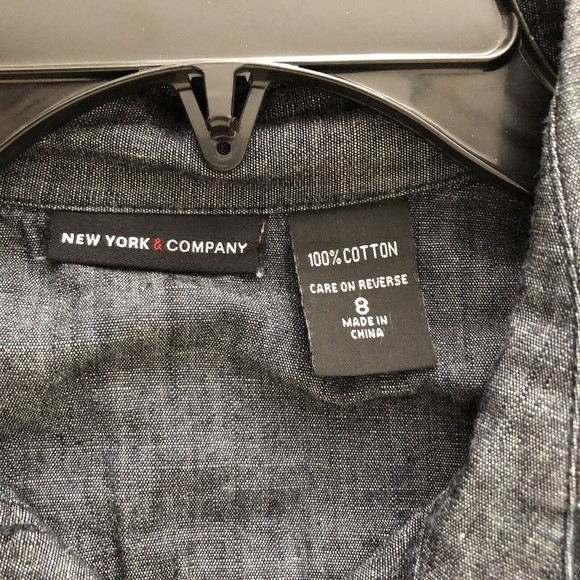 NEW YORK & COMPANY
100% COTTON
CARE ON REVERSE
8
MADE IN
CHINA